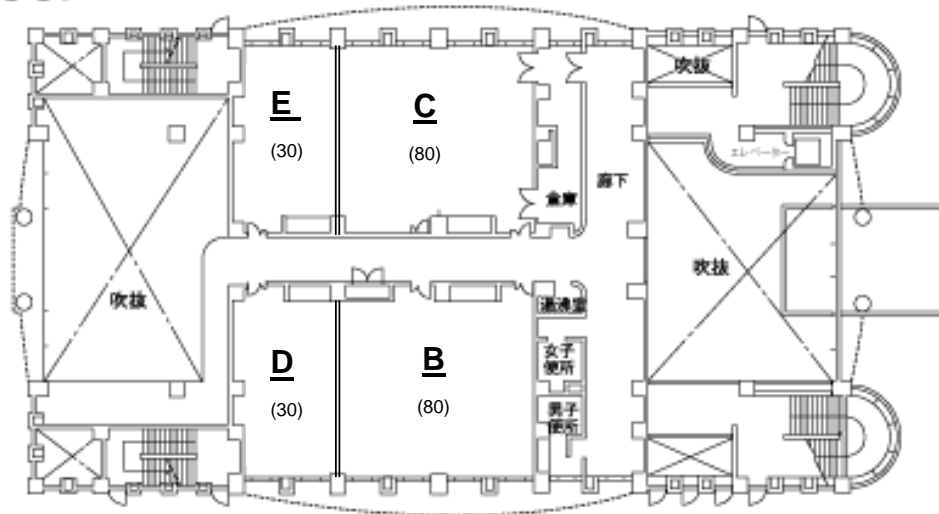 吹抜
E
C
(30)
(80)
エレベーター
廊下
倉庫
吹抜
吹抜
湯沸室
D
B
女子
便所
(30)
(80)
男子
便所